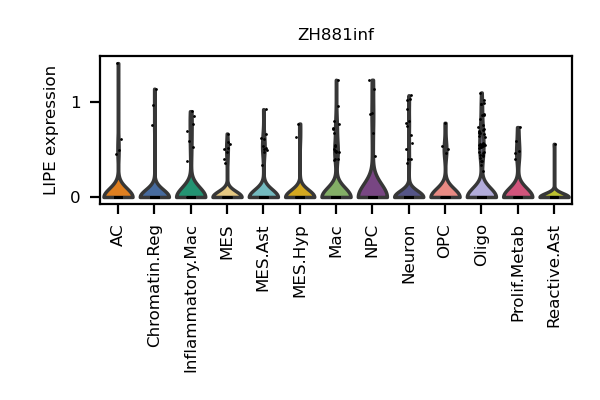 ZH881inf
LIPE expression
1
0
AC
Chromatin.Reg
Inflammatory.Mac
MES
MES.Ast
MES.Hyp
Mac
NPC
Neuron
OPC
Oligo
Prolif.Metab
Reactive.Ast